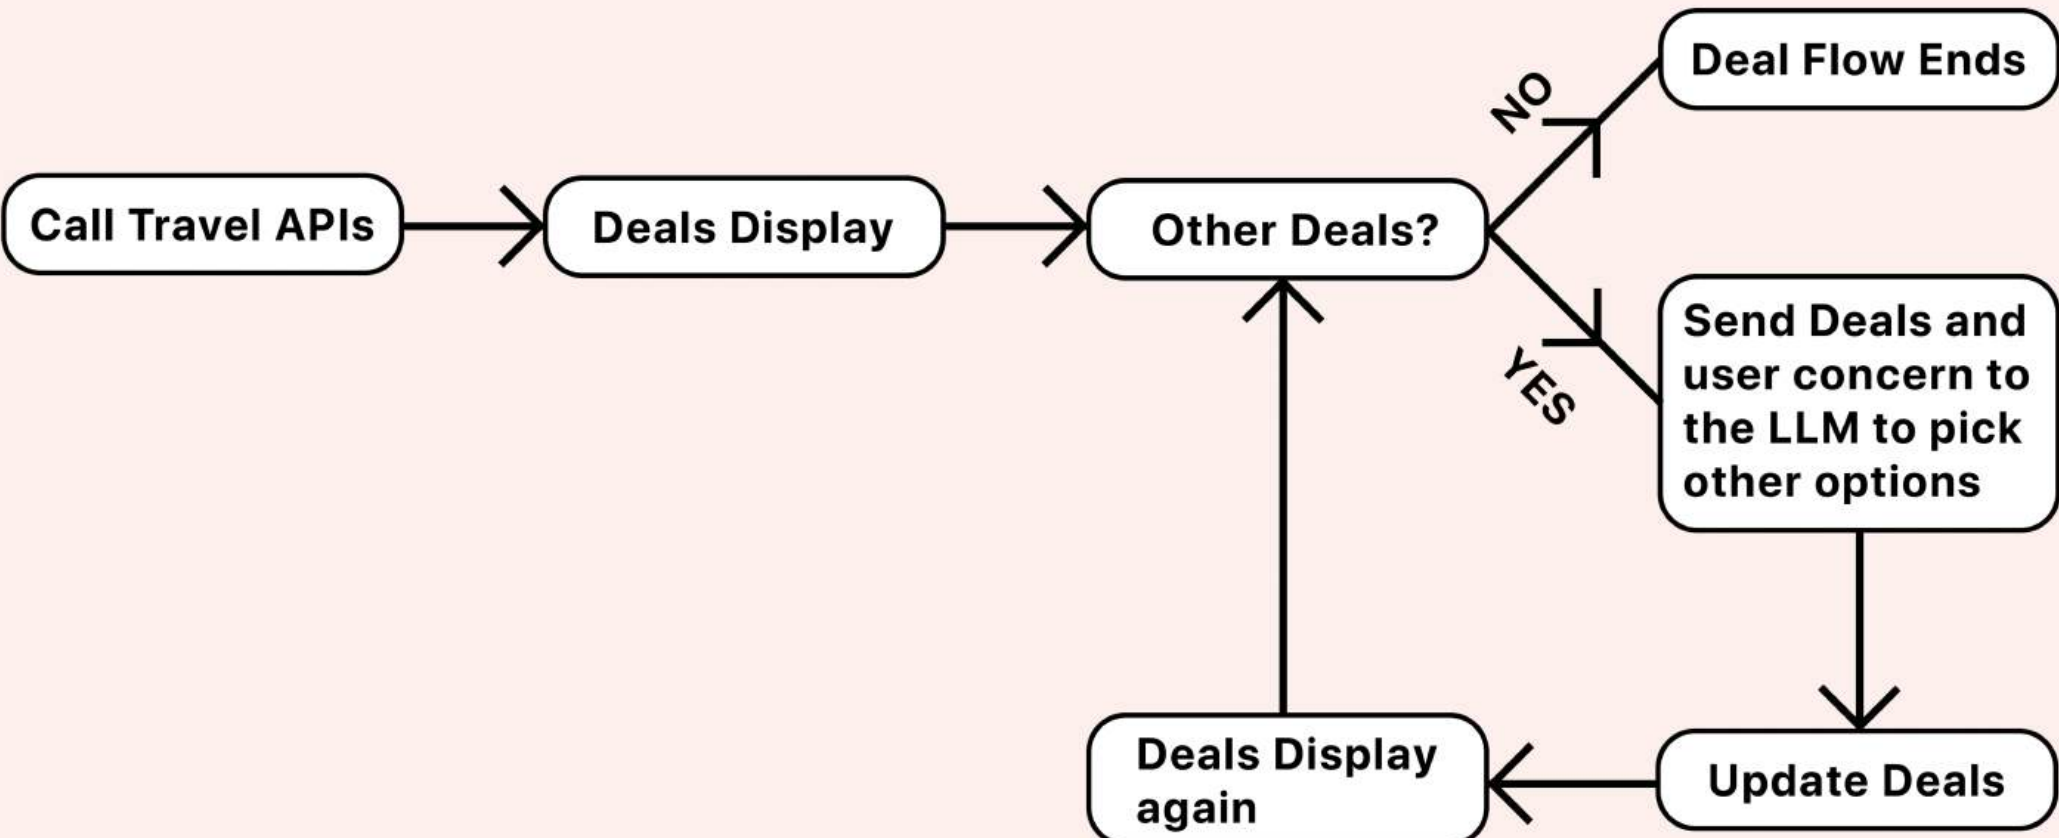 Call Travel APIs
Deals Display
Other Deals?
NO
Deal Flow Ends
YES
Send Deals and
user concern to
the LLM to pick
other options
Update Deals
Deals Display
again